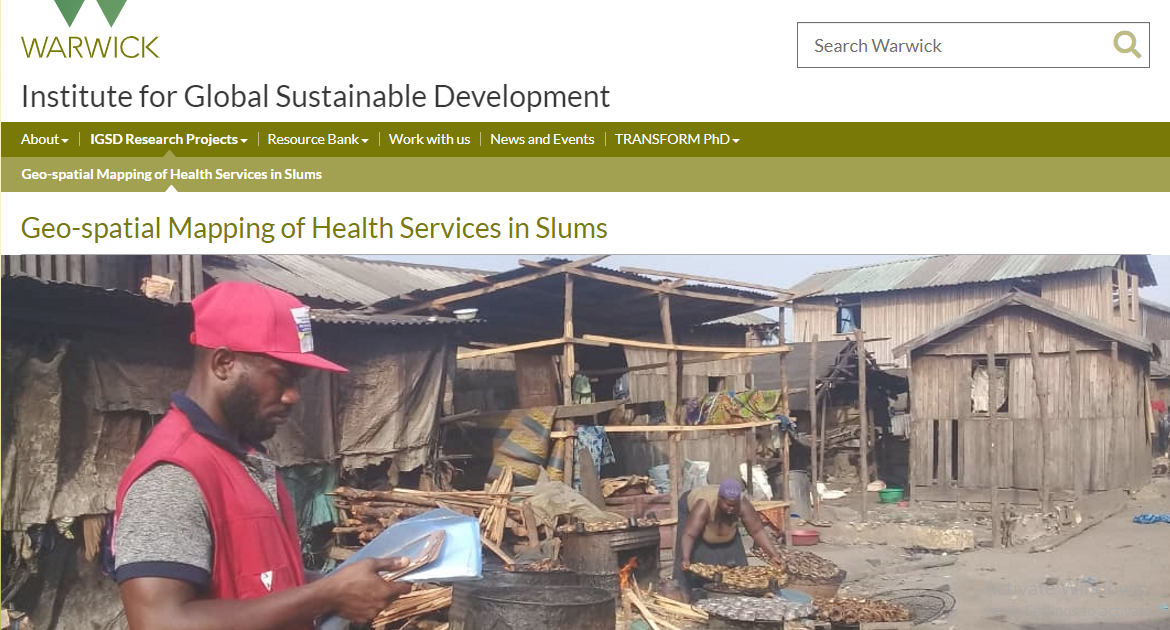 WARWICK
Search Warwick
Institute for Global Sustainable Development
About IGSD Research Projects Resource Bank Work with us News and Events TRANSFORM PhD
Geo-spatial Mapping of Health Services in Slums
Geo-spatial Mapping of Health Services in Slums